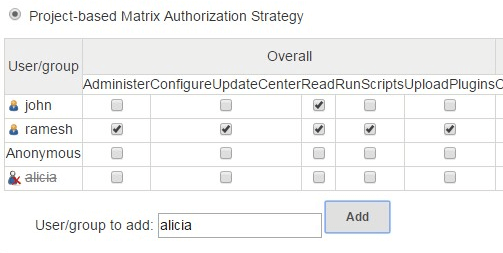 Project-based Matrix Authorization Strategy
User/group
Overall
Administer ConfigureUpdateCenter Read RunScripts UploadPlugins
john
ramesh
Anonymous
alicia
User/group to add: alicia Add